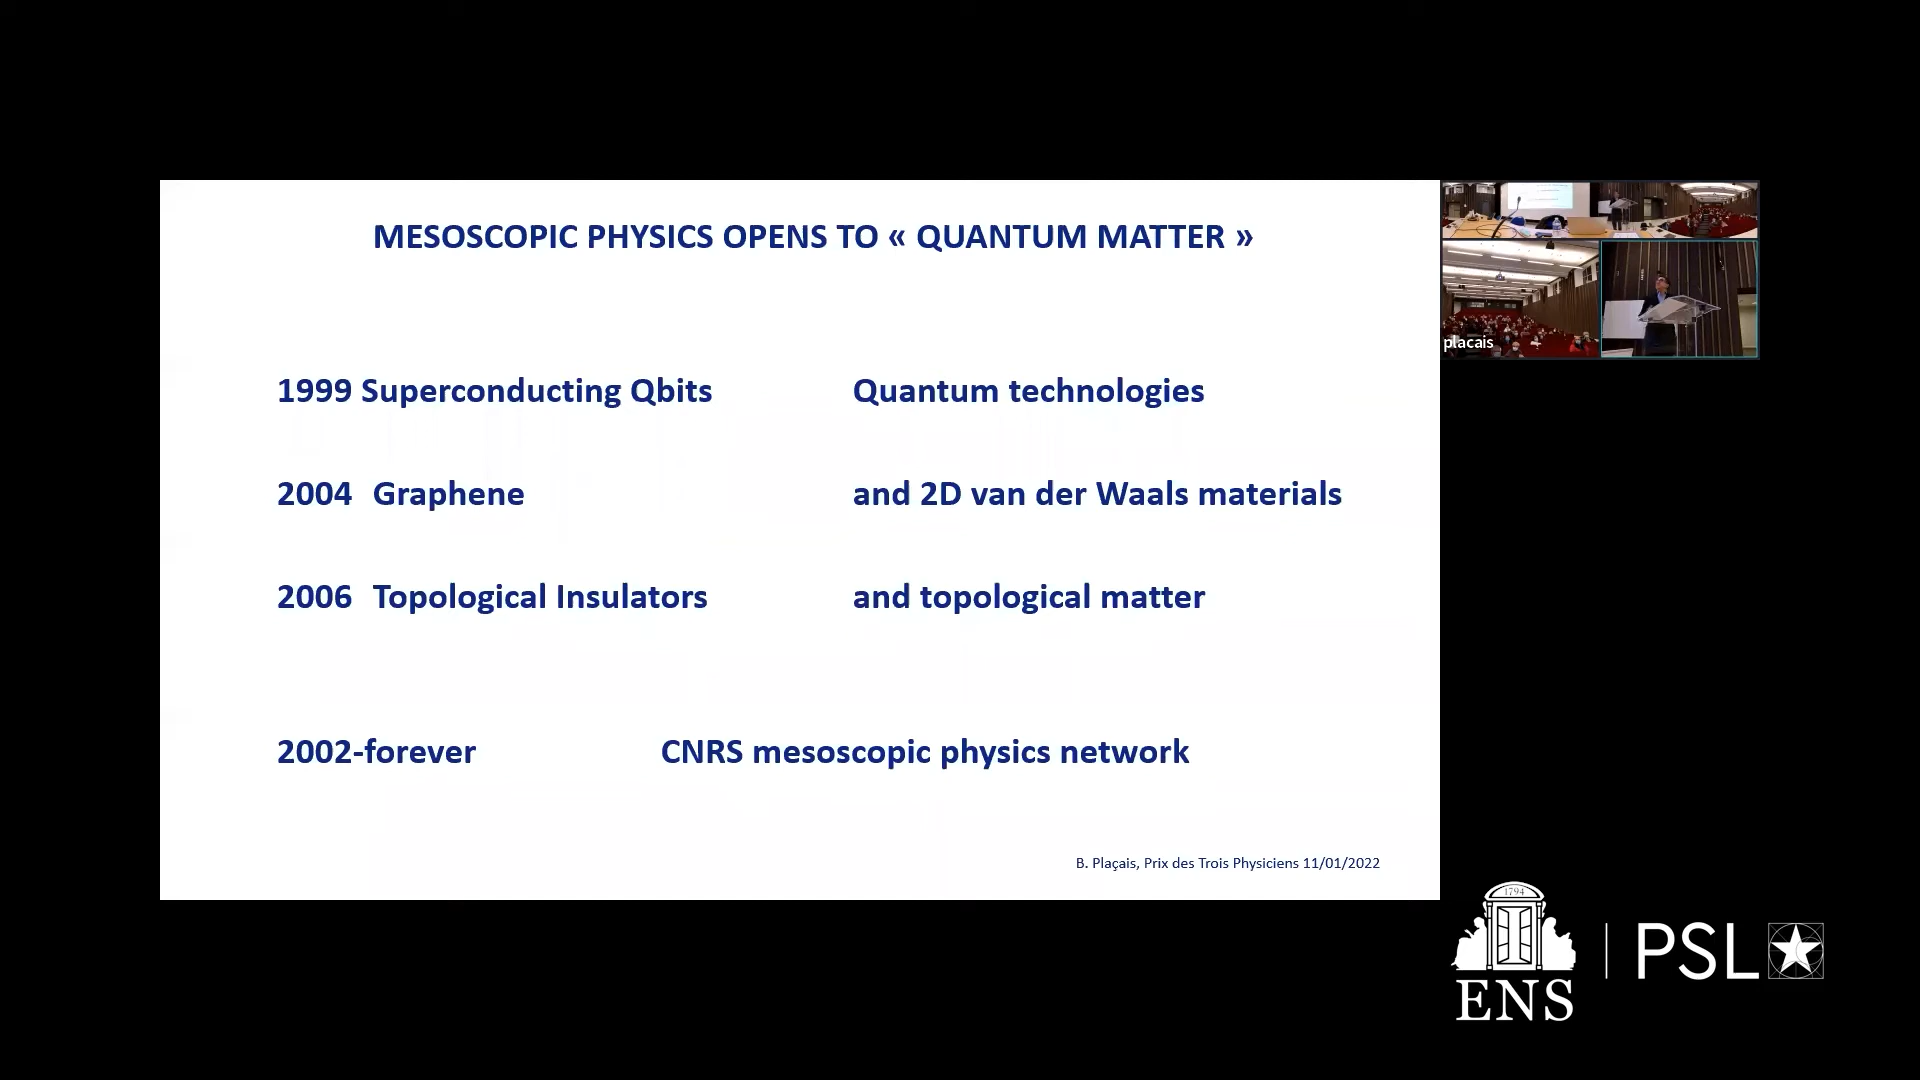 MESOSCOPIC PHYSICS OPENS TO « QUANTUM MATTER »
1999 Superconducting Qbits Quantum technologies
2004 Graphene and 2D van der Waals materials
2006 Topological Insulators and topological matter
2002-forever CNRS mesoscopic physics network
B. Plaçais, Prix des Trois Physiciens 11/01/2022
placais
1794
ENS
PSL